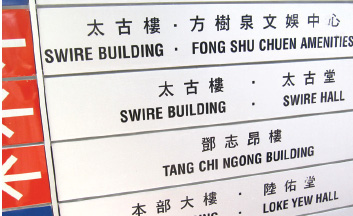 太古樓 · 方樹泉文娛中心
SWIRE BUILDING · FONG SHU CHUEN AMENITIES
太古樓 · 太古堂
SWIRE BUILDING · SWIRE HALL
鄧志昂樓
TANG CHI NGONG BUILDING
本部大樓 · 陸佑堂
LOKE YEW HALL